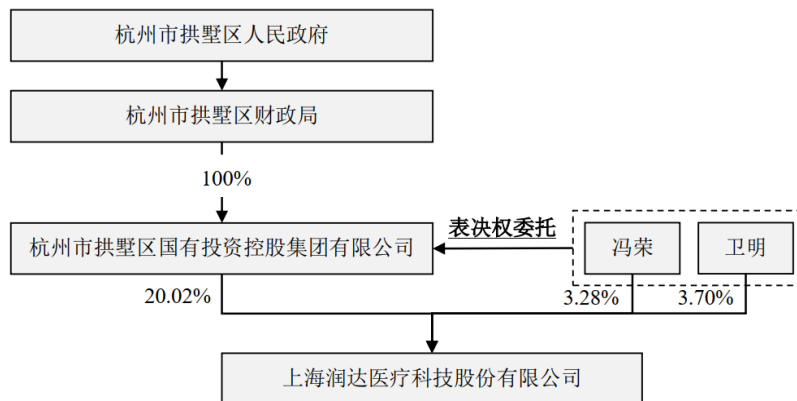 杭州市拱墅区人民政府
杭州市拱墅区财政局
100%
表决权委托
杭州市拱墅区国有投资控股集团有限公司
冯荣
卫明
20.02%
3.28%
3.70%
上海润达医疗科技股份有限公司